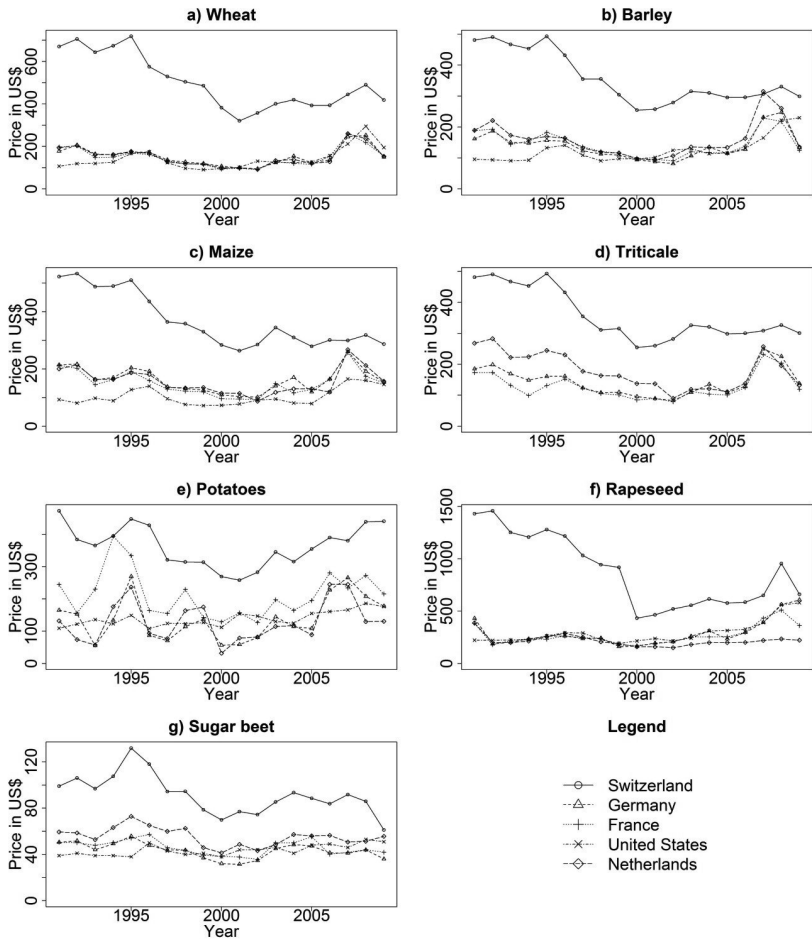 a) Wheat
Price in US$
0 200 400 600
1995 2000 2005
Year
b) Barley
Price in US$
0 200 400
1995 2000 2005
Year
c) Maize
Price in US$
0 200 400
1995 2000 2005
Year
d) Triticale
Price in US$
0 100 200 300 400
1995 2000 2005
Year
e) Potatoes
Price in US$
0 100 300
1995 2000 2005
Year
f) Rapeseed
Price in US$
0 500 1000 1500
1995 2000 2005
Year
g) Sugar beet
Price in US$
0 40 80 120
1995 2000 2005
Year
Legend
Switzerland
Germany
France
United States
Netherlands